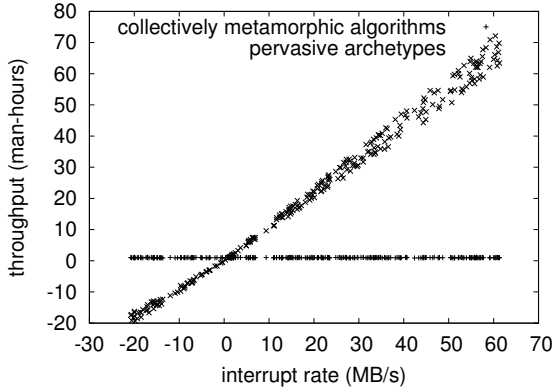 collectively metamorphic algorithms
pervasive archetypes
throughput (man-hours)
80
70
60
50
40
30
20
10
0
-10
-20
-30 -20 -10 0 10 20 30 40 50 60 70
interrupt rate (MB/s)